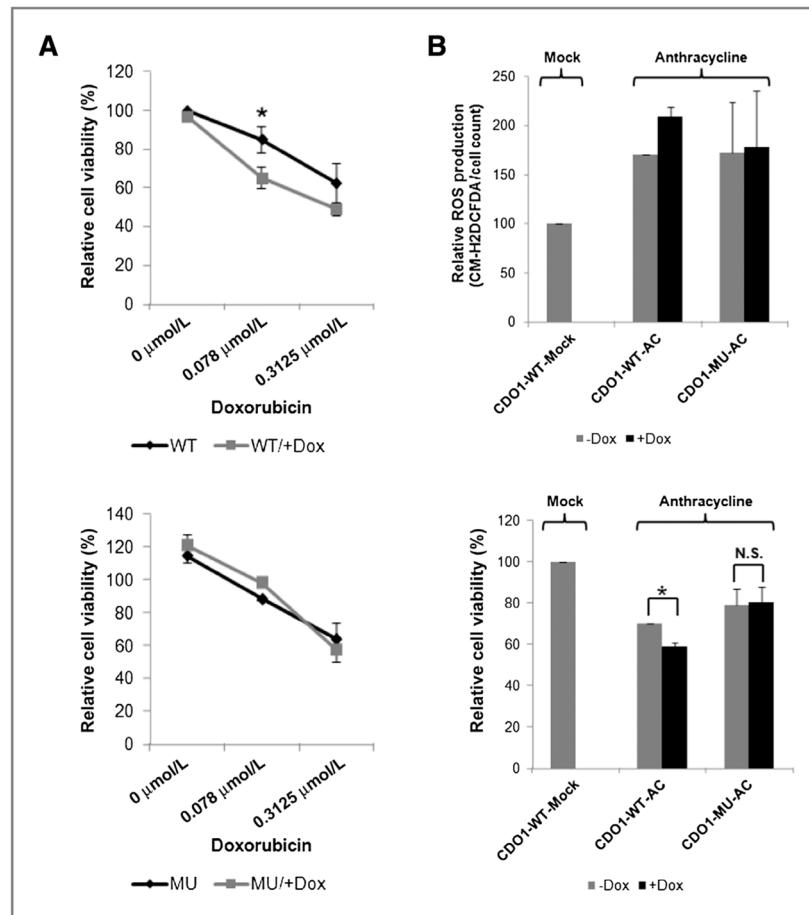 A
120
100
80
60
40
20
0
Relative cell viability (%)
*
0 μmol/L
0.078 μmol/L
0.3125 μmol/L
Doxorubicin
WT
WT/+Dox
B
Mock
Anthracycline
250
200
150
100
50
0
Relative ROS production
(CM-H2DCFDA/cell count)
CDO1-WT-Mock
CDO1-WT-AC
CDO1-MU-AC
-Dox
+Dox
140
120
100
80
60
40
20
0
Relative cell viability (%)
0 μmol/L
0.078 μmol/L
0.3125 μmol/L
Doxorubicin
MU
MU/+Dox
Mock
Anthracycline
120
100
80
60
40
20
0
Relative cell viability (%)
*
N.S.
CDO1-WT-Mock
CDO1-WT-AC
CDO1-MU-AC
-Dox
+Dox